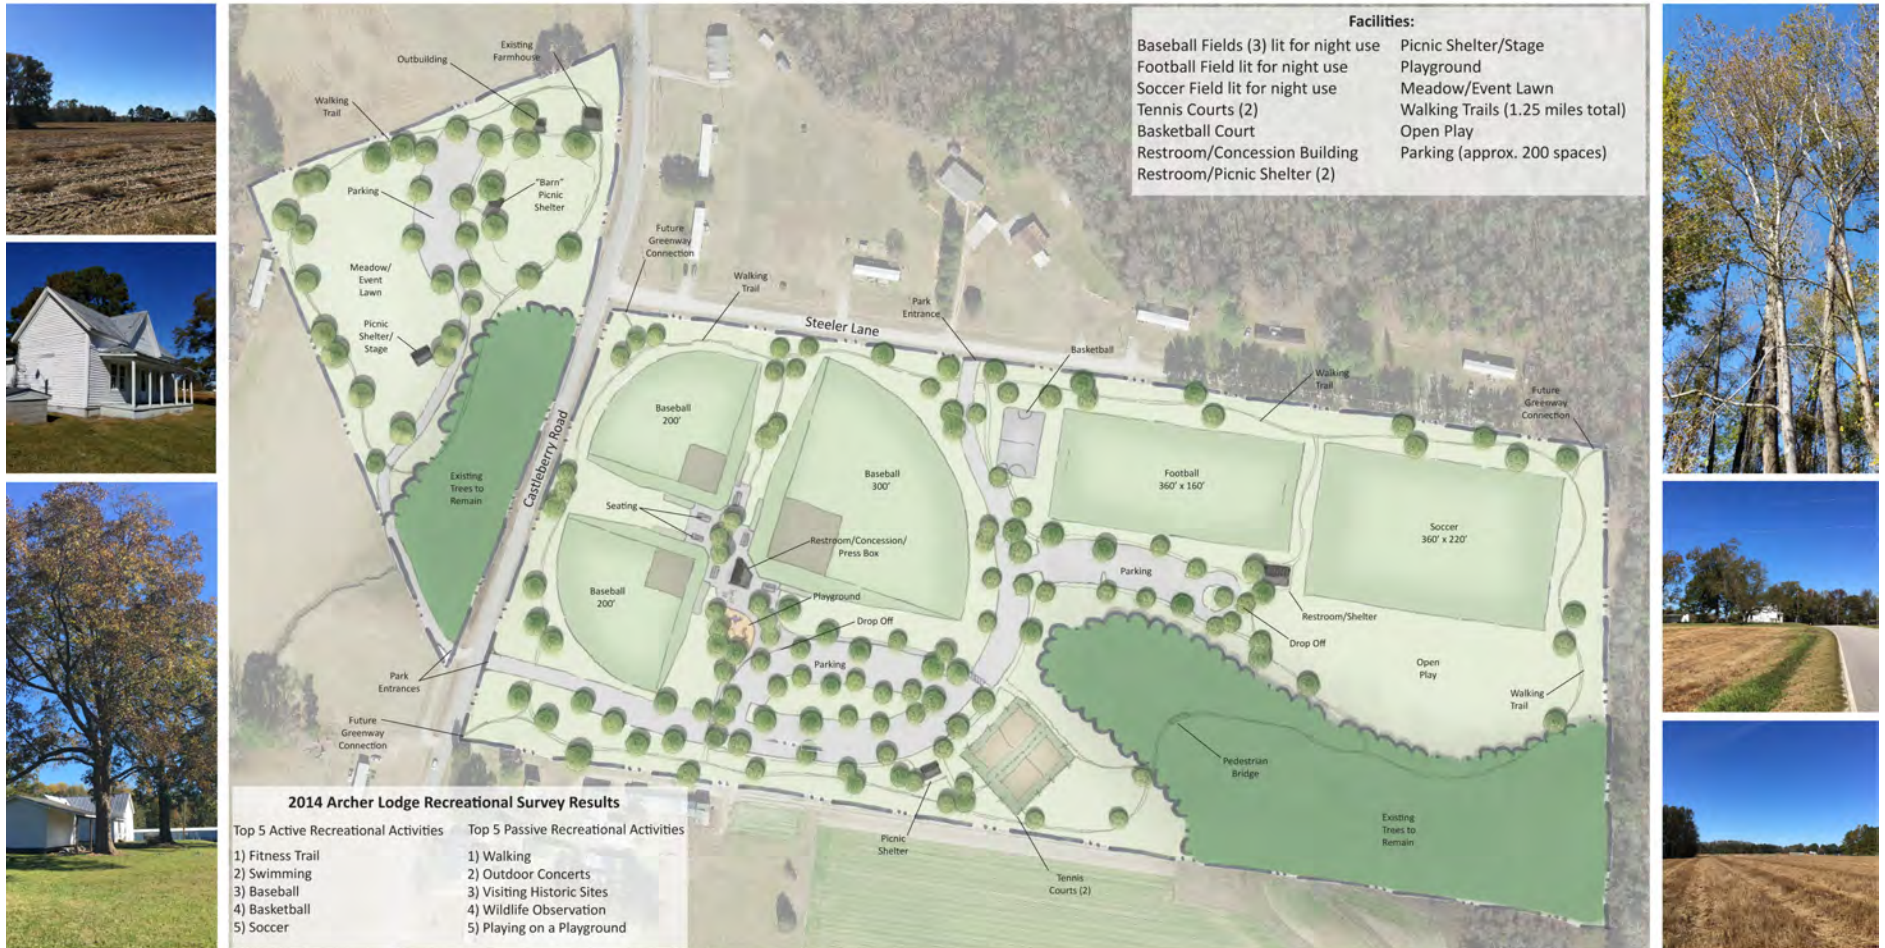 Facilities:
Baseball Fields (3) lit for night use
Football Field lit for night use
Soccer Field lit for night use
Tennis Courts (2)
Basketball Court
Restroom/Concession Building
Restroom/Picnic Shelter (2)
Picnic Shelter/Stage
Playground
Meadow/Event Lawn
Walking Trails (1.25 miles total)
Open Play
Parking (approx. 200 spaces)
Existing
Farmhouse
Outbuilding
Walking
Trail
Parking
"Barn"
Picnic
Shelter
Meadow/
Event
Lawn
Picnic
Shelter/
Stage
Existing
Trees to
Remain
Future
Greenway
Connection
Walking
Trail
Castleberry Road
Steeler Lane
Park
Entrance
Basketball
Walking
Trail
Future
Greenway
Connection
Baseball
200'
Baseball
300'
Football
360' x 160'
Soccer
360' x 220'
Seating
Restroom/Concession/
Press Box
Baseball
200'
Playground
Drop Off
Parking
Parking
Restroom/Shelter
Drop Off
Open
Play
Walking
Trail
Park
Entrances
Future
Greenway
Connection
Pedestrian
Bridge
Existing
Trees to
Remain
Picnic
Shelter
Tennis
Courts (2)
2014 Archer Lodge Recreational Survey Results
Top 5 Active Recreational Activities
1) Fitness Trail
2) Swimming
3) Baseball
4) Basketball
5) Soccer
Top 5 Passive Recreational Activities
1) Walking
2) Outdoor Concerts
3) Visiting Historic Sites
4) Wildlife Observation
5) Playing on a Playground